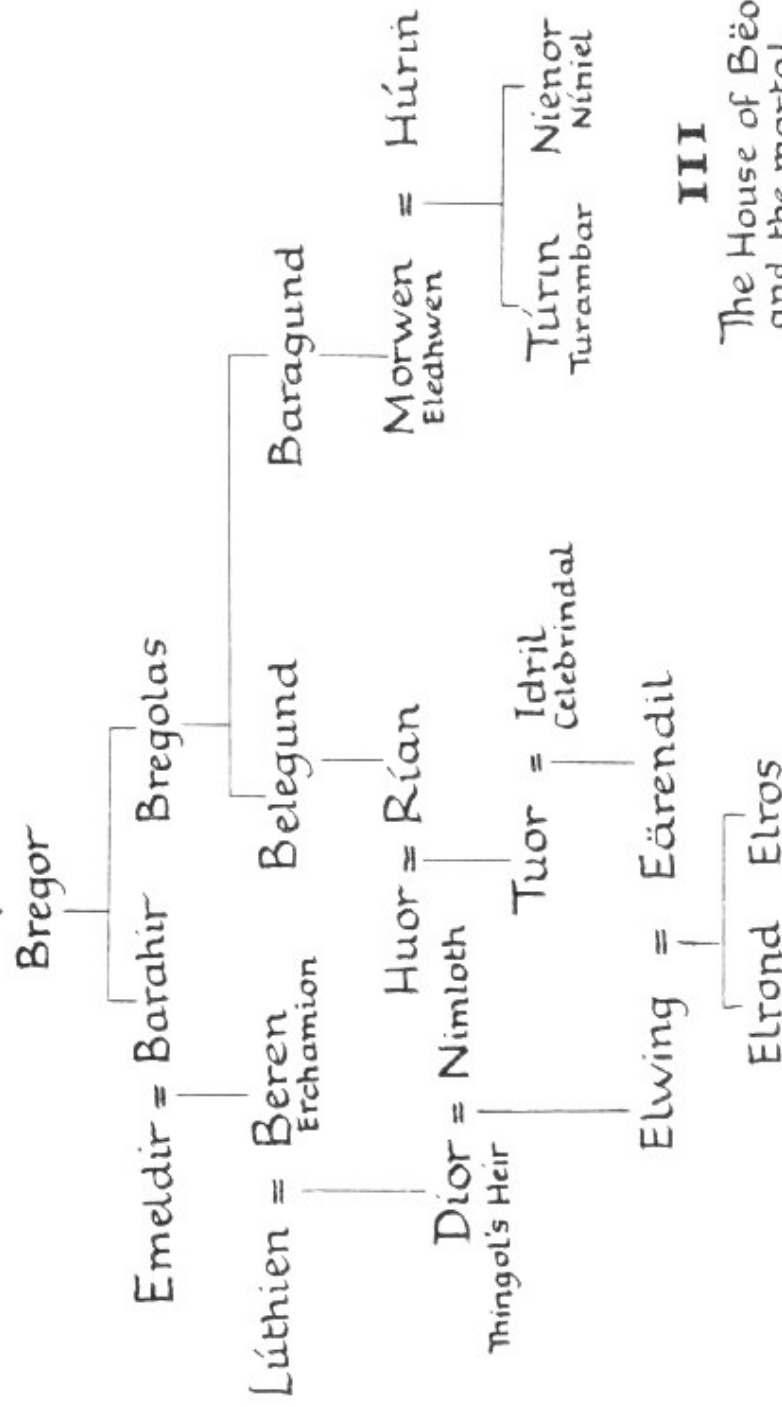 Bregor
Emeldir = Barahir Bregolas
Lúthien = Beren Belegund Baragund
Erchamion
Dior = Nimloth Huor = Rían Morwen = Húrin
Thingol's Heir Eledhwen
Tuor = Idril Túrin Nienor
Celebrindal Turambar Níniel
Elwing = Eärendil
Elrond Elros
III
The House of Bëo
and the mortal